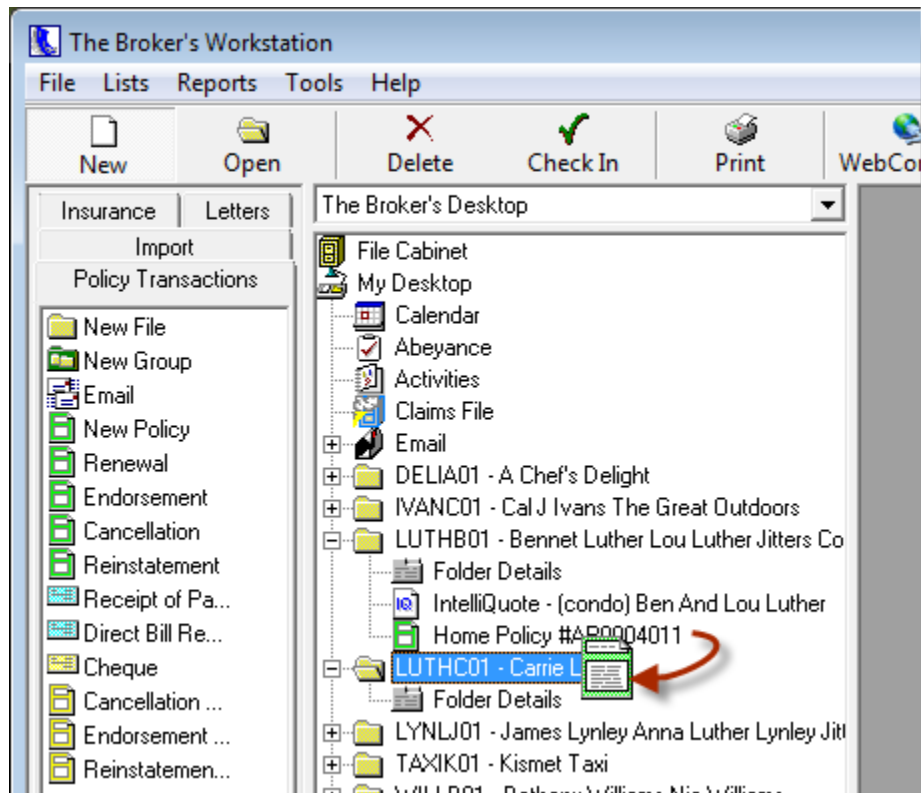 The Broker's Workstation
File Lists Reports Tools Help
New Open Delete Check In Print WebCon
Insurance Letters
Import
Policy Transactions
New File
New Group
Email
New Policy
Renewal
Endorsement
Cancellation
Reinstatement
Receipt of Pa...
Direct Bill Re...
Cheque
Cancellation ...
Endorsement ...
Reinstatemen...
The Broker's Desktop
File Cabinet
My Desktop
Calendar
Abeyance
Activities
Claims File
Email
DELIA01 - A Chef's Delight
IVANC01 - Cal J Ivans The Great Outdoors
LUTHB01 - Bennet Luther Lou Luther Jitters Co
Folder Details
IQ IntelliQuote - (condo) Ben And Lou Luther
Home Policy #AP0004011
LUTHC01 - Carrie L
Folder Details
LYNLJ01 - James Lynley Anna Luther Lynley Jitt
TAXIK01 - Kismet Taxi